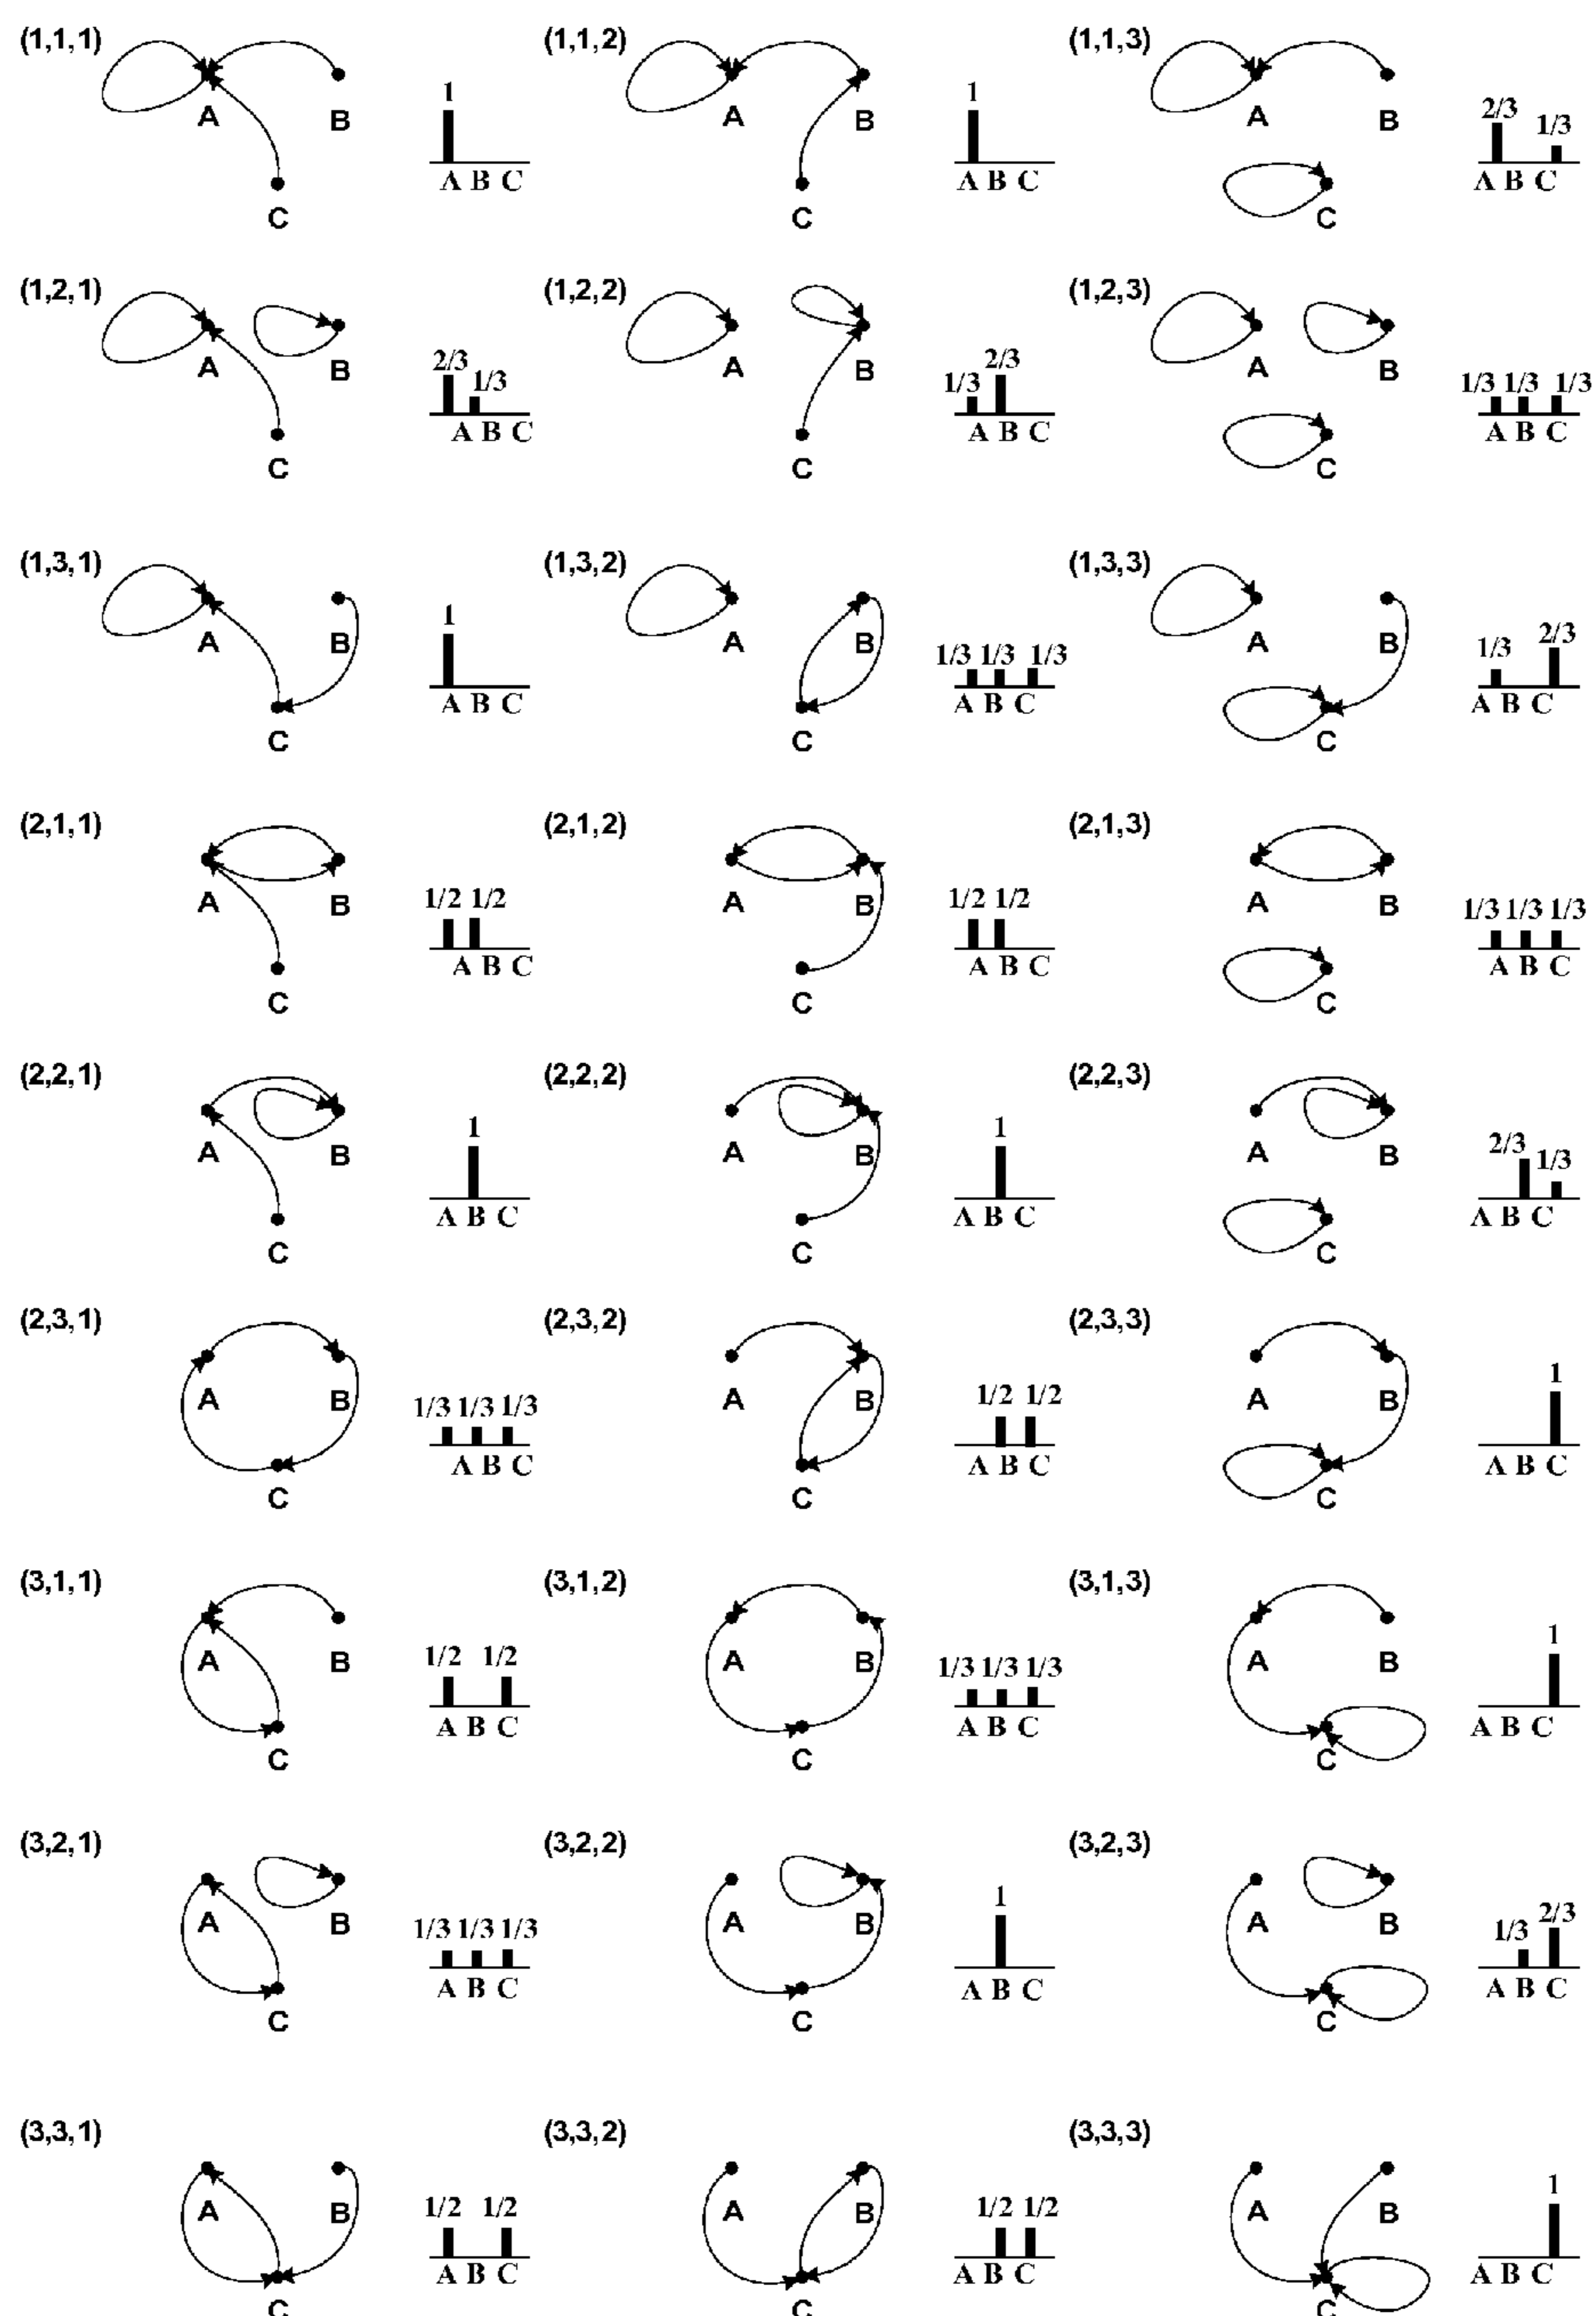 (1,1,1) (1,1,2) (1,1,3)
A B A B A B
1 1 2/3 1/3
A B C A B C A B C
C C C
(1,2,1) (1,2,2) (1,2,3)
A B A B A B
2/3 1/3 1/3 2/3 1/3 1/3 1/3
A B C A B C A B C
C C C
(1,3,1) (1,3,2) (1,3,3)
A B A B A B
1 1/3 1/3 1/3 1/3 2/3
A B C A B C A B C
C C C
(2,1,1) (2,1,2) (2,1,3)
A B A B A B
1/2 1/2 1/2 1/2 1/3 1/3 1/3
A B C A B C A B C
C C C
(2,2,1) (2,2,2) (2,2,3)
A B A B A B
1 1 2/3 1/3
A B C A B C A B C
C C C
(2,3,1) (2,3,2) (2,3,3)
A B A B A B
1/3 1/3 1/3 1/2 1/2 1
A B C A B C A B C
C C C
(3,1,1) (3,1,2) (3,1,3)
A B A B A B
1/2 1/2 1/3 1/3 1/3 1
A B C A B C A B C
C C C
(3,2,1) (3,2,2) (3,2,3)
A B A B A B
1/3 1/3 1/3 1 1/3 2/3
A B C A B C A B C
C C C
(3,3,1) (3,3,2) (3,3,3)
A B A B A B
1/2 1/2 1/2 1/2 1
A B C A B C A B C
C C C